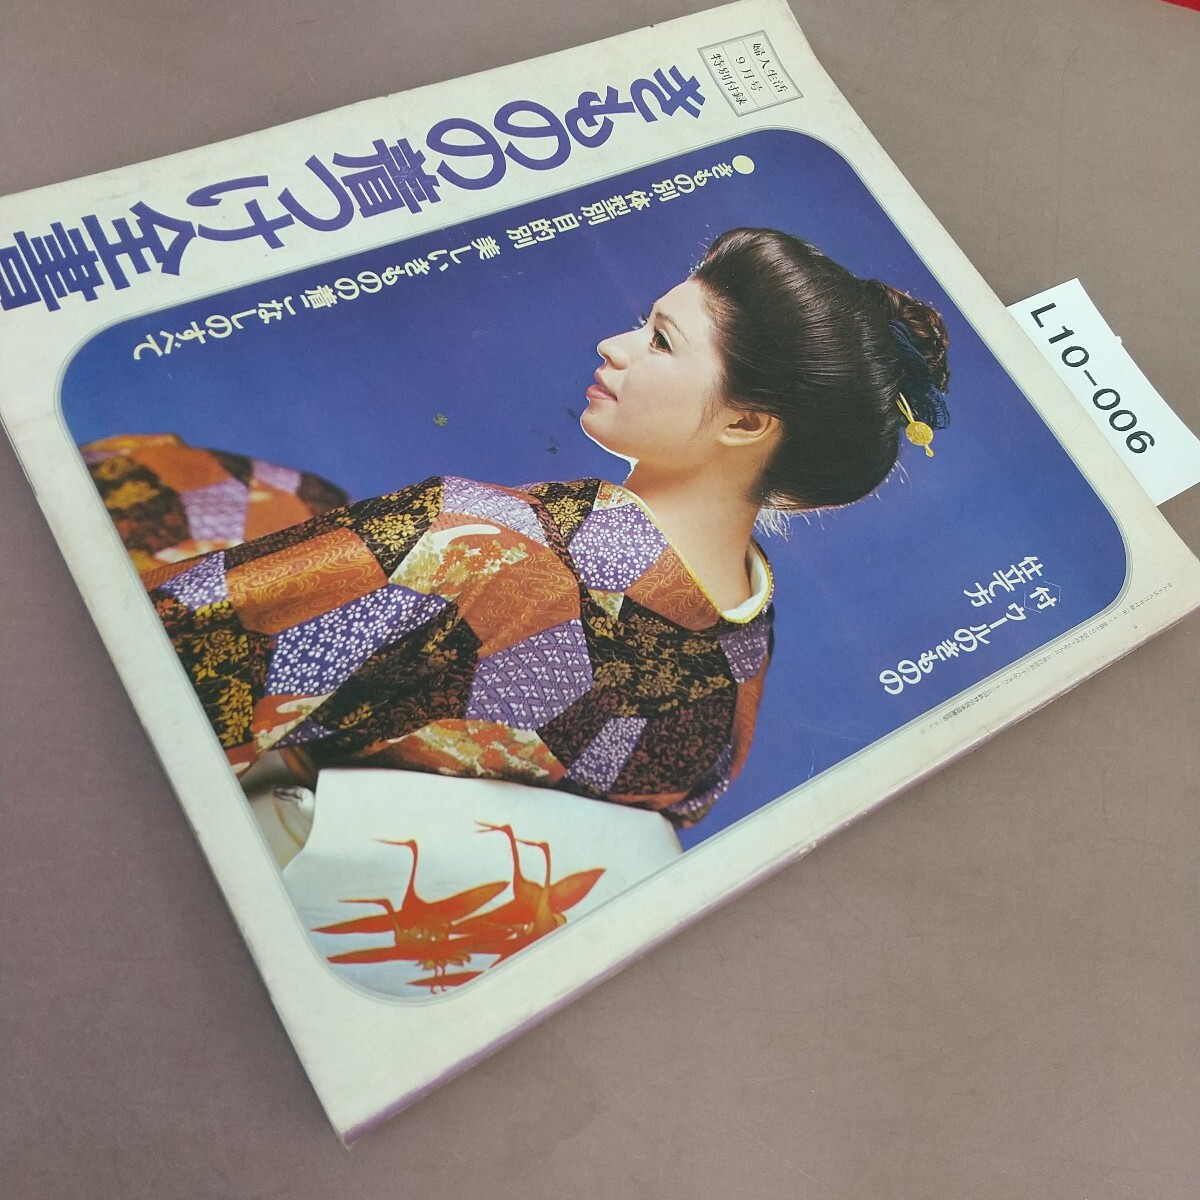 婦人生活
9月号
特別付録
きものの着つけ全書
●きもの別・体型別・目的別 美しいきものの着こなしのすべて
〈付〉ウールのきものの
仕立て方
L10-006